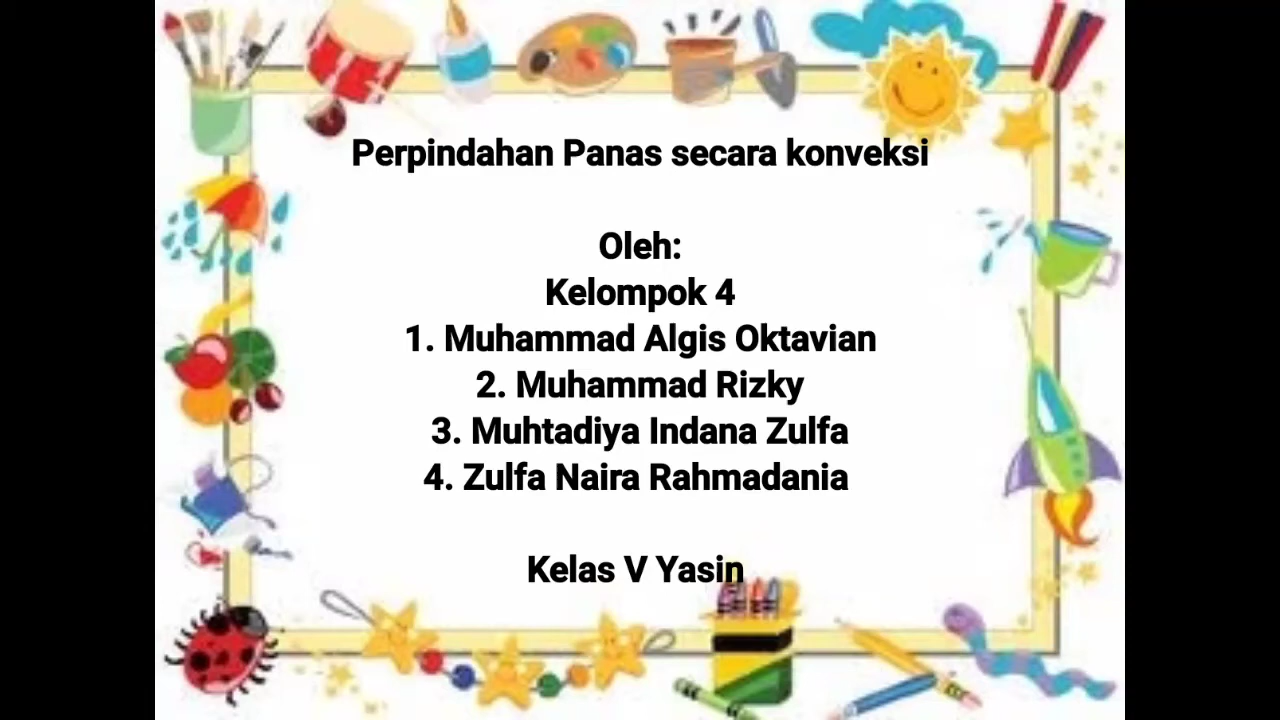 Perpindahan Panas secara konveksi
Oleh:
Kelompok 4
1. Muhammad Algis Oktavian
2. Muhammad Rizky
3. Muhtadiya Indana Zulfa
4. Zulfa Naira Rahmadania
Kelas V Yasin